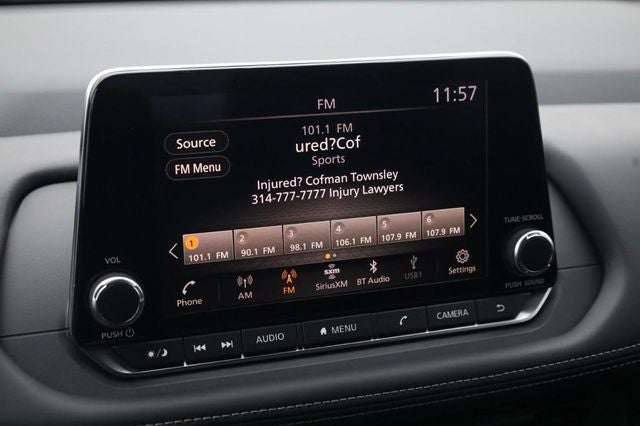 FM
11:57
Source
FM Menu
101.1 FM
ured?Cof
Sports
Injured? Cofman Townsley
314-777-7777 Injury Lawyers
1 2 3 4 5 6
101.1 FM 90.1 FM 98.1 FM 106.1 FM 107.9 FM 107.9 FM
Phone AM FM sxm SiriusXM BT Audio USB1 Settings
VOL
PUSH
TUNE·SCROLL
PUSH SOUND
AUDIO MENU CAMERA